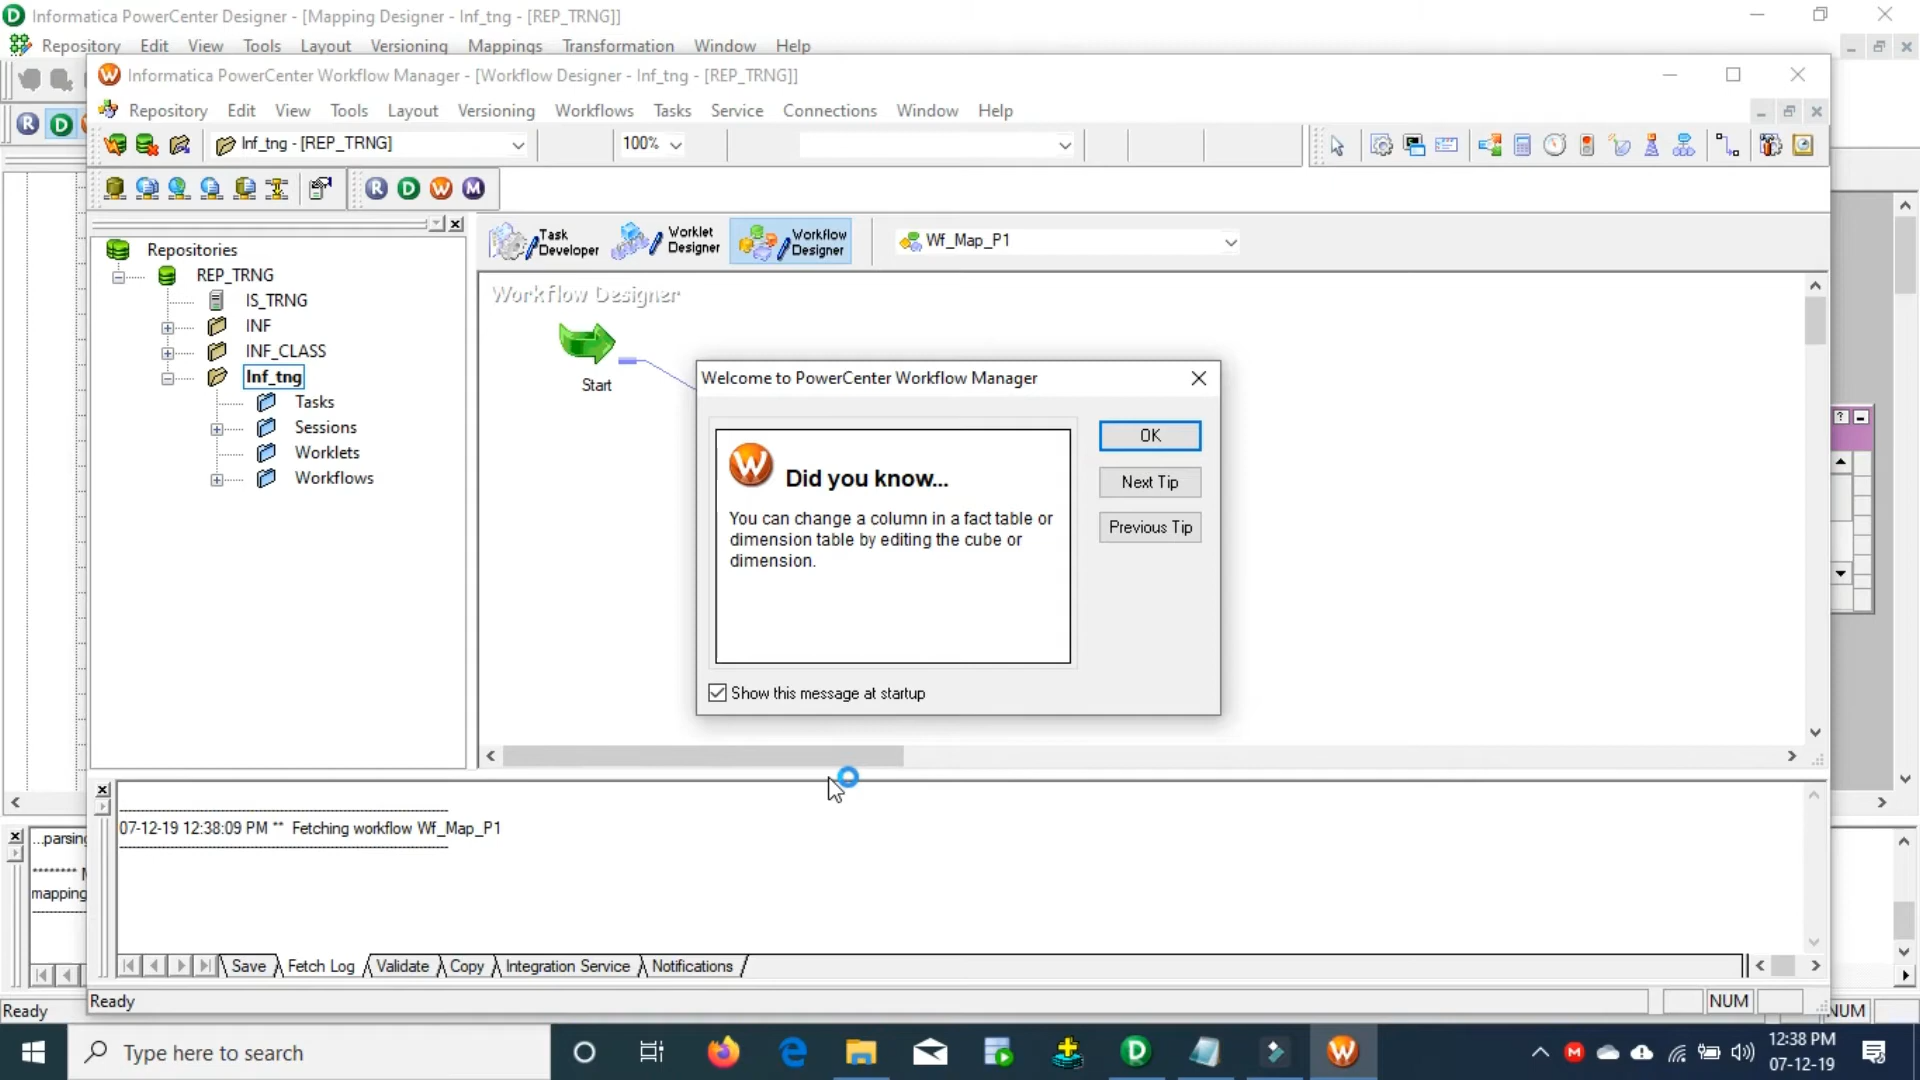 Informatica PowerCenter Designer - [Mapping Designer - Inf_tng - [REP_TRNG]]
Repository Edit View Tools Layout Versioning Mappings Transformation Window Help
Informatica PowerCenter Workflow Manager - [Workflow Designer - Inf_tng - [REP_TRNG]]
Repository Edit View Tools Layout Versioning Workflows Tasks Service Connections Window Help
R D
Inf_tng - [REP_TRNG]
100%
R D W M
Task Developer
Worklet Designer
Workflow Designer
Wf_Map_P1
Repositories
REP_TRNG
IS_TRNG
INF
INF_CLASS
Inf_tng
Tasks
Sessions
Worklets
Workflows
Workflow Designer
Start
Welcome to PowerCenter Workflow Manager
Did you know...
You can change a column in a fact table or
dimension table by editing the cube or
dimension.
OK
Next Tip
Previous Tip
Show this message at startup
07-12-19 12:38:09 PM ** Fetching workflow Wf_Map_P1
...parsing
******** 
mapping
Save Fetch Log Validate Copy Integration Service Notifications
Ready
NUM
Ready
NUM
Type here to search
12:38 PM
07-12-19